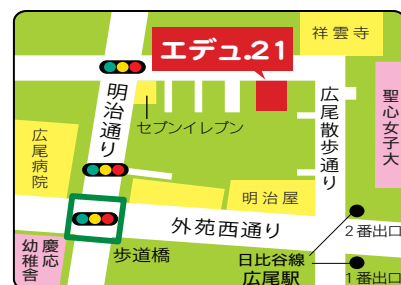 祥雲寺
エデュ.21
明治通り
セブンイレブン
広尾散歩通り
聖心女子大
広尾病院
明治屋
外苑西通り
2番出口
慶応幼稚舎
歩道橋
日比谷線
広尾駅
1番出口